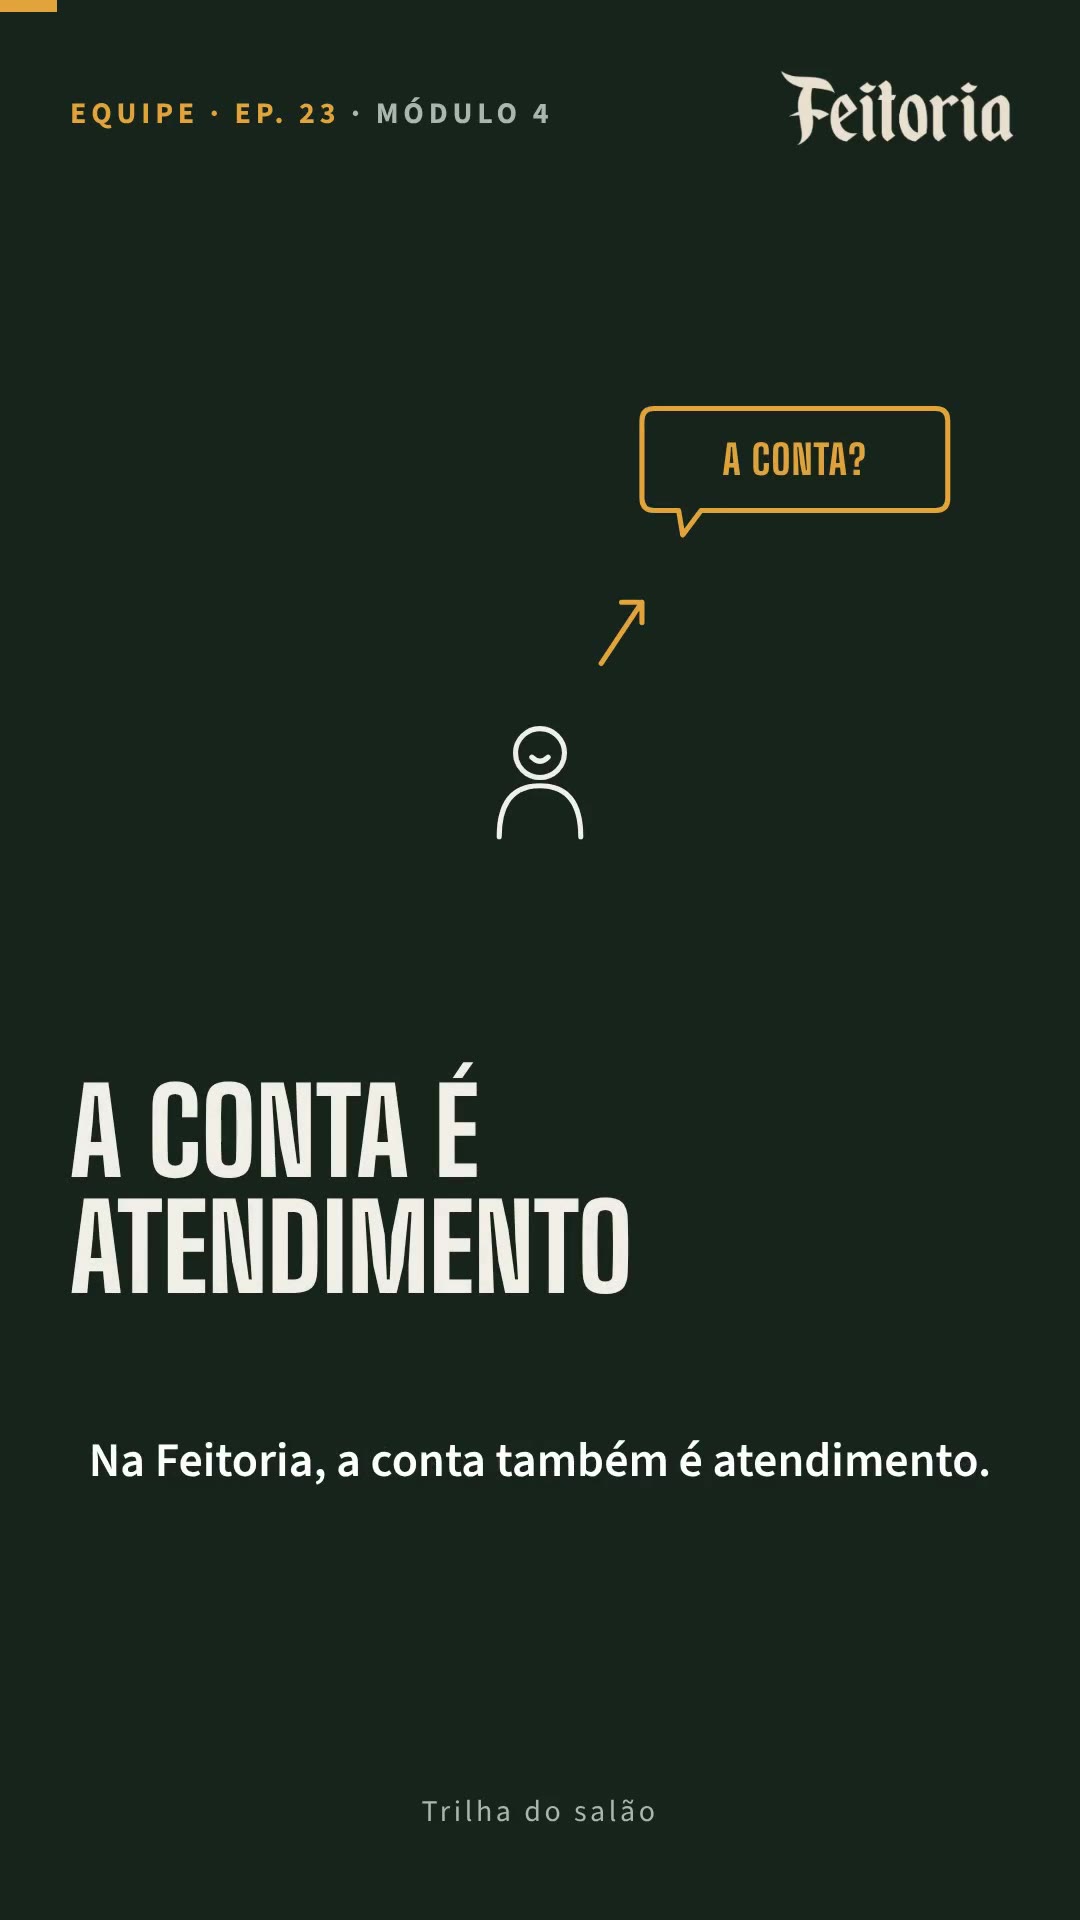 EQUIPE · EP. 23 · MÓDULO 4
Feitoria
A CONTA?
A CONTA É
ATENDIMENTO
Na Feitoria, a conta também é atendimento.
Trilha do salão